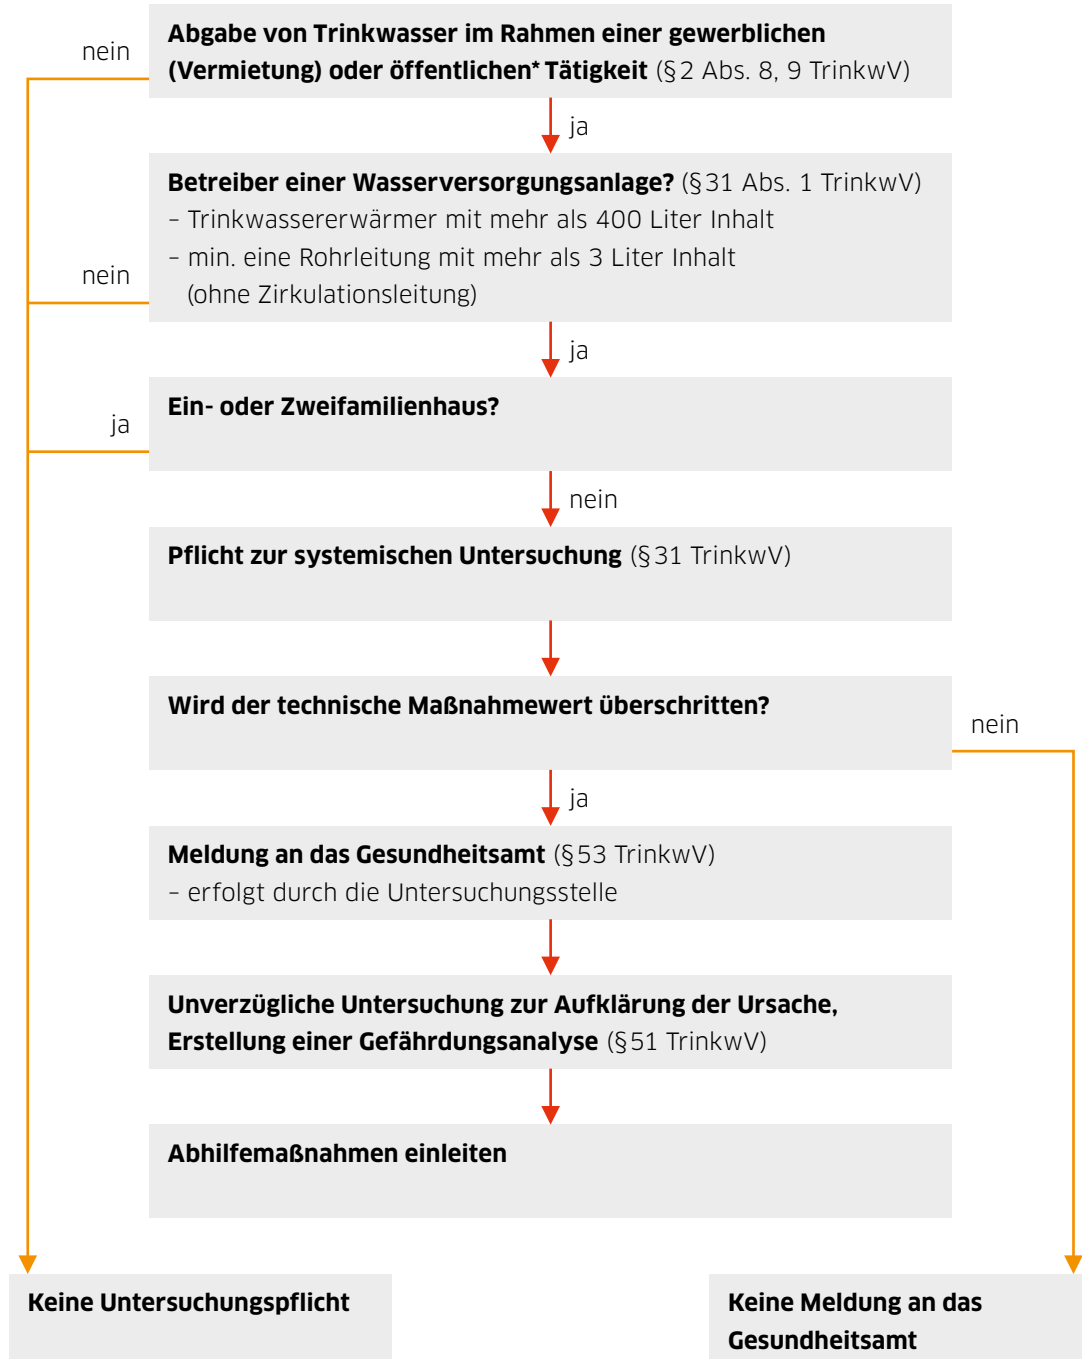 nein
Abgabe von Trinkwasser im Rahmen einer gewerblichen
(Vermietung) oder öffentlichen* Tätigkeit (§2 Abs. 8, 9 TrinkwV)
ja
Betreiber einer Wasserversorgungsanlage? (§31 Abs. 1 TrinkwV)
– Trinkwassererwärmer mit mehr als 400 Liter Inhalt
– min. eine Rohrleitung mit mehr als 3 Liter Inhalt
(ohne Zirkulationsleitung)
nein
ja
Ein- oder Zweifamilienhaus?
ja
nein
Pflicht zur systemischen Untersuchung (§31 TrinkwV)
Wird der technische Maßnahmewert überschritten?
nein
ja
Meldung an das Gesundheitsamt (§53 TrinkwV)
– erfolgt durch die Untersuchungsstelle
Unverzügliche Untersuchung zur Aufklärung der Ursache,
Erstellung einer Gefährdungsanalyse (§51 TrinkwV)
Abhilfemaßnahmen einleiten
Keine Untersuchungspflicht
Keine Meldung an das
Gesundheitsamt